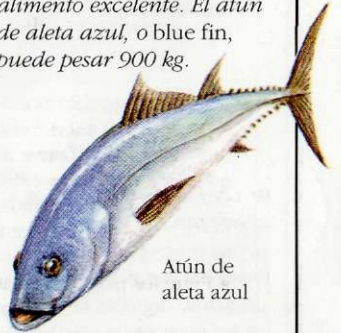 alimento excelente. El atún
de aleta azul, o blue fin,
puede pesar 900 kg.
Atún de
aleta azul